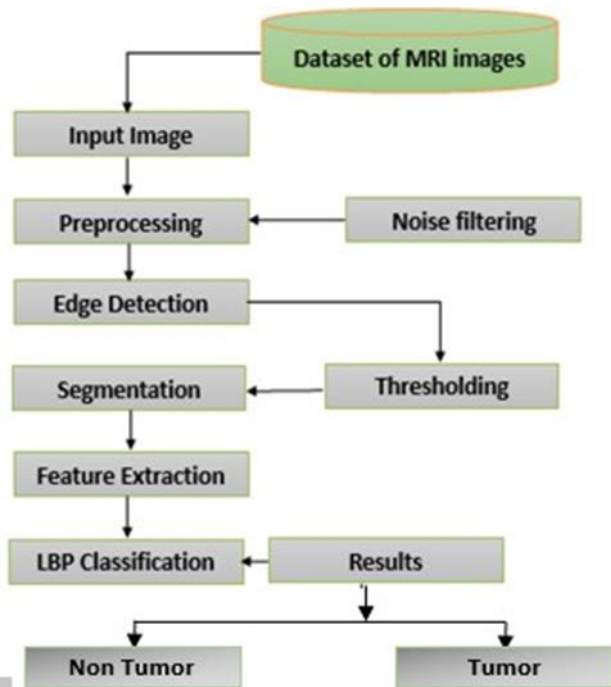 Dataset of MRI images
Input Image
Preprocessing
Noise filtering
Edge Detection
Segmentation
Thresholding
Feature Extraction
LBP Classification
Results
Non Tumor
Tumor